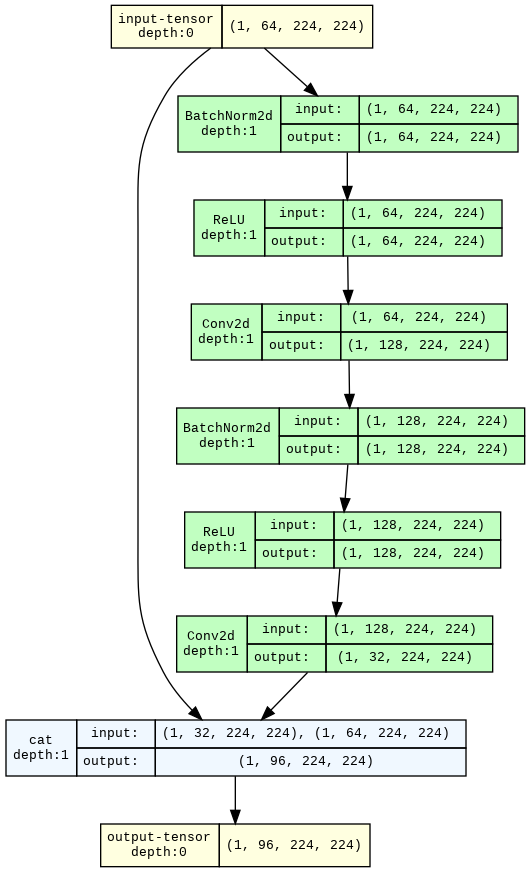 input-tensor
depth:0
(1, 64, 224, 224)
BatchNorm2d
depth:1
input:
(1, 64, 224, 224)
output:
(1, 64, 224, 224)
ReLU
depth:1
input:
(1, 64, 224, 224)
output:
(1, 64, 224, 224)
Conv2d
depth:1
input:
(1, 64, 224, 224)
output:
(1, 128, 224, 224)
BatchNorm2d
depth:1
input:
(1, 128, 224, 224)
output:
(1, 128, 224, 224)
ReLU
depth:1
input:
(1, 128, 224, 224)
output:
(1, 128, 224, 224)
Conv2d
depth:1
input:
(1, 128, 224, 224)
output:
(1, 32, 224, 224)
cat
depth:1
input:
(1, 32, 224, 224), (1, 64, 224, 224)
output:
(1, 96, 224, 224)
output-tensor
depth:0
(1, 96, 224, 224)